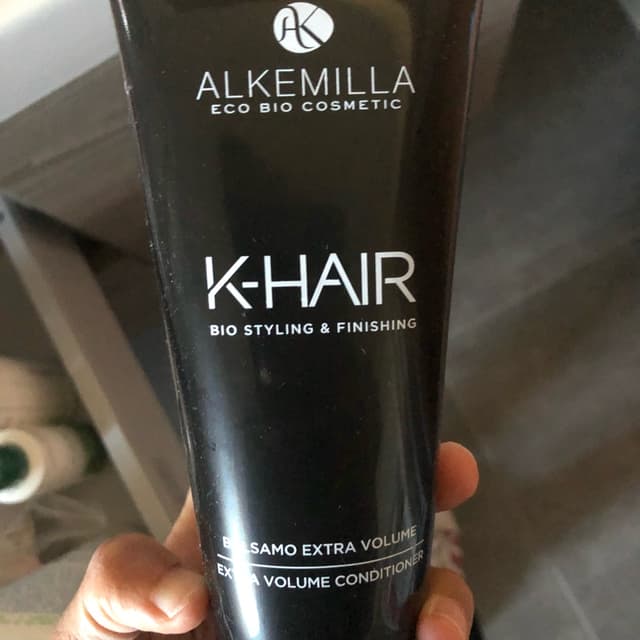 AK
ALKEMILLA
ECO BIO COSMETIC
K-HAIR
BIO STYLING & FINISHING
BALSAMO EXTRA VOLUME
EXTRA VOLUME CONDITIONER